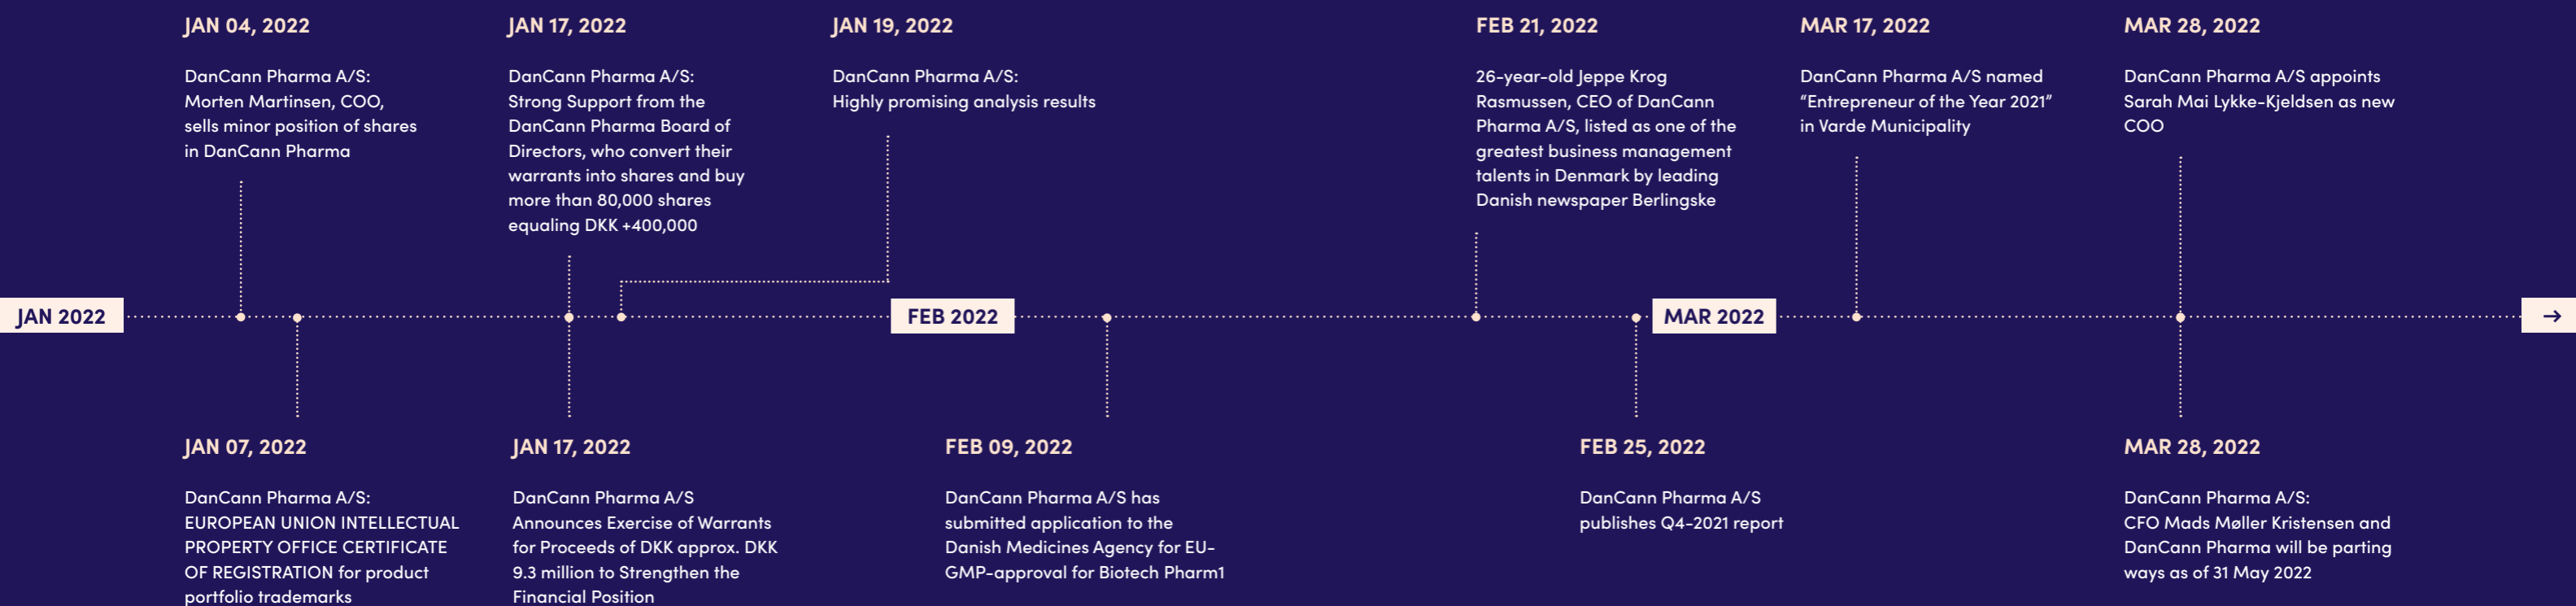 JAN 04, 2022
DanCann Pharma A/S:
Morten Martinsen, COO,
sells minor position of shares
in DanCann Pharma
JAN 17, 2022
DanCann Pharma A/S:
Strong Support from the
DanCann Pharma Board of
Directors, who convert their
warrants into shares and buy
more than 80,000 shares
equaling DKK +400,000
JAN 19, 2022
DanCann Pharma A/S:
Highly promising analysis results
FEB 21, 2022
26-year-old Jeppe Krog
Rasmussen, CEO of DanCann
Pharma A/S, listed as one of the
greatest business management
talents in Denmark by leading
Danish newspaper Berlingske
MAR 17, 2022
DanCann Pharma A/S named
“Entrepreneur of the Year 2021”
in Varde Municipality
MAR 28, 2022
DanCann Pharma A/S appoints
Sarah Mai Lykke-Kjeldsen as new
COO
JAN 2022
FEB 2022
MAR 2022
→
JAN 07, 2022
DanCann Pharma A/S:
EUROPEAN UNION INTELLECTUAL
PROPERTY OFFICE CERTIFICATE
OF REGISTRATION for product
portfolio trademarks
JAN 17, 2022
DanCann Pharma A/S
Announces Exercise of Warrants
for Proceeds of DKK approx. DKK
9.3 million to Strengthen the
Financial Position
FEB 09, 2022
DanCann Pharma A/S has
submitted application to the
Danish Medicines Agency for EU-
GMP-approval for Biotech Pharm1
FEB 25, 2022
DanCann Pharma A/S
publishes Q4-2021 report
MAR 28, 2022
DanCann Pharma A/S:
CFO Mads Møller Kristensen and
DanCann Pharma will be parting
ways as of 31 May 2022